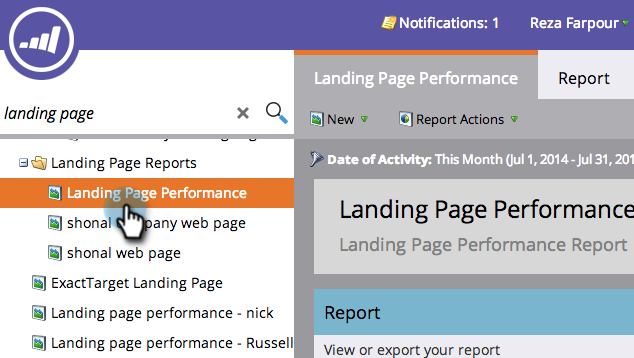 Notifications: 1 Reza Farpour
landing page
Landing Page Performance Report
New Report Actions
Landing Page Reports
Date of Activity: This Month (Jul 1, 2014 - Jul 31, 201
Landing Page Performance
shonal pany web page
shonal web page
ExactTarget Landing Page
Landing page performance - nick
Landing page performance - Russell
Landing Page Performance
Landing Page Performance Report
Report
View or export your report